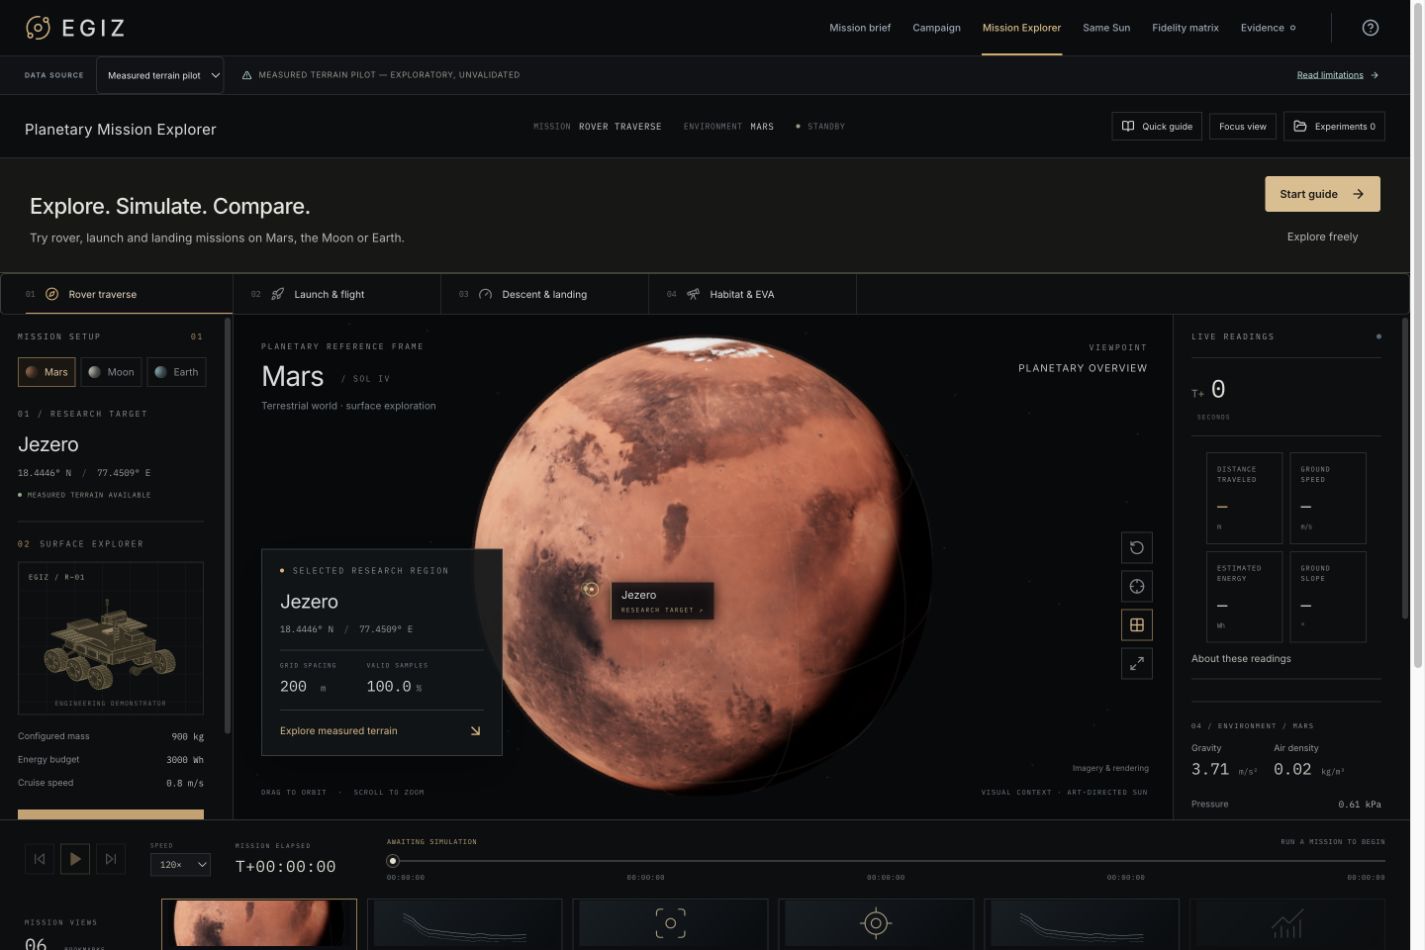 EGIZ
Mission brief
Campaign
Mission Explorer
Same Sun
Fidelity matrix
Evidence
DATA SOURCE
Measured terrain pilot
MEASURED TERRAIN PILOT — EXPLORATORY, UNVALIDATED
Read limitations →
Planetary Mission Explorer
MISSION ROVER TRAVERSE
ENVIRONMENT MARS
STANDBY
Quick guide
Focus view
Experiments 0
Explore. Simulate. Compare.
Try rover, launch and landing missions on Mars, the Moon or Earth.
Start guide →
Explore freely
01 Rover traverse
02 Launch & flight
03 Descent & landing
04 Habitat & EVA
MISSION SETUP 01
Mars
Moon
Earth
01 / RESEARCH TARGET
Jezero
18.4446° N / 77.4509° E
MEASURED TERRAIN AVAILABLE
02 SURFACE EXPLORER
EGIZ / R-01
ENGINEERING DEMONSTRATOR
Configured mass 900 kg
Energy budget 3000 Wh
Cruise speed 0.8 m/s
PLANETARY REFERENCE FRAME
Mars / SOL IV
Terrestrial world · surface exploration
VIEWPOINT
PLANETARY OVERVIEW
SELECTED RESEARCH REGION
Jezero
18.4446° N / 77.4509° E
GRID SPACING
200 m
VALID SAMPLES
100.0 %
Explore measured terrain
Jezero
RESEARCH TARGET ↗
Imagery & rendering
DRAG TO ORBIT · SCROLL TO ZOOM
VISUAL CONTEXT · ART-DIRECTED SUN
LIVE READINGS
T+ 0
SECONDS
DISTANCE TRAVELED
—
m
GROUND SPEED
—
m/s
ESTIMATED ENERGY
—
Wh
GROUND SLOPE
—
°
About these readings
04 / ENVIRONMENT / MARS
Gravity
3.71 m/s²
Air density
0.02 kg/m³
Pressure 0.61 kPa
SPEED
120×
MISSION ELAPSED
T+00:00:00
AWAITING SIMULATION
RUN A MISSION TO BEGIN
00:00:00
00:00:00
00:00:00
00:00:00
00:00:00
MISSION VIEWS
06 BOOKMARKS